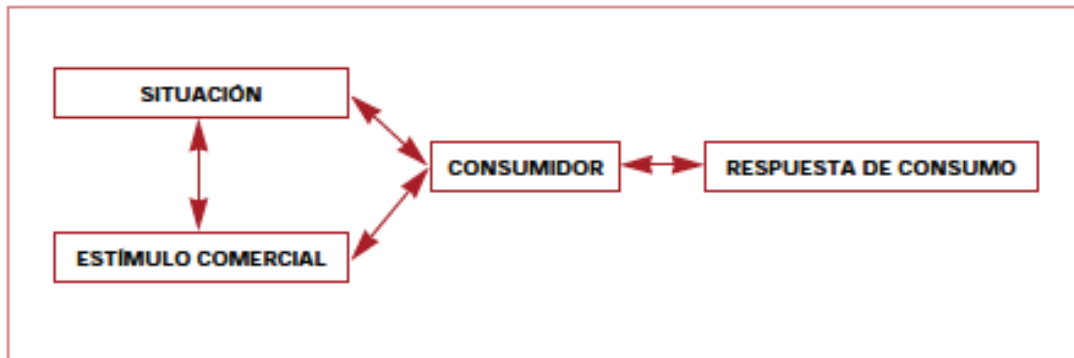 SITUACIÓN
CONSUMIDOR
RESPUESTA DE CONSUMO
ESTÍMULO COMERCIAL